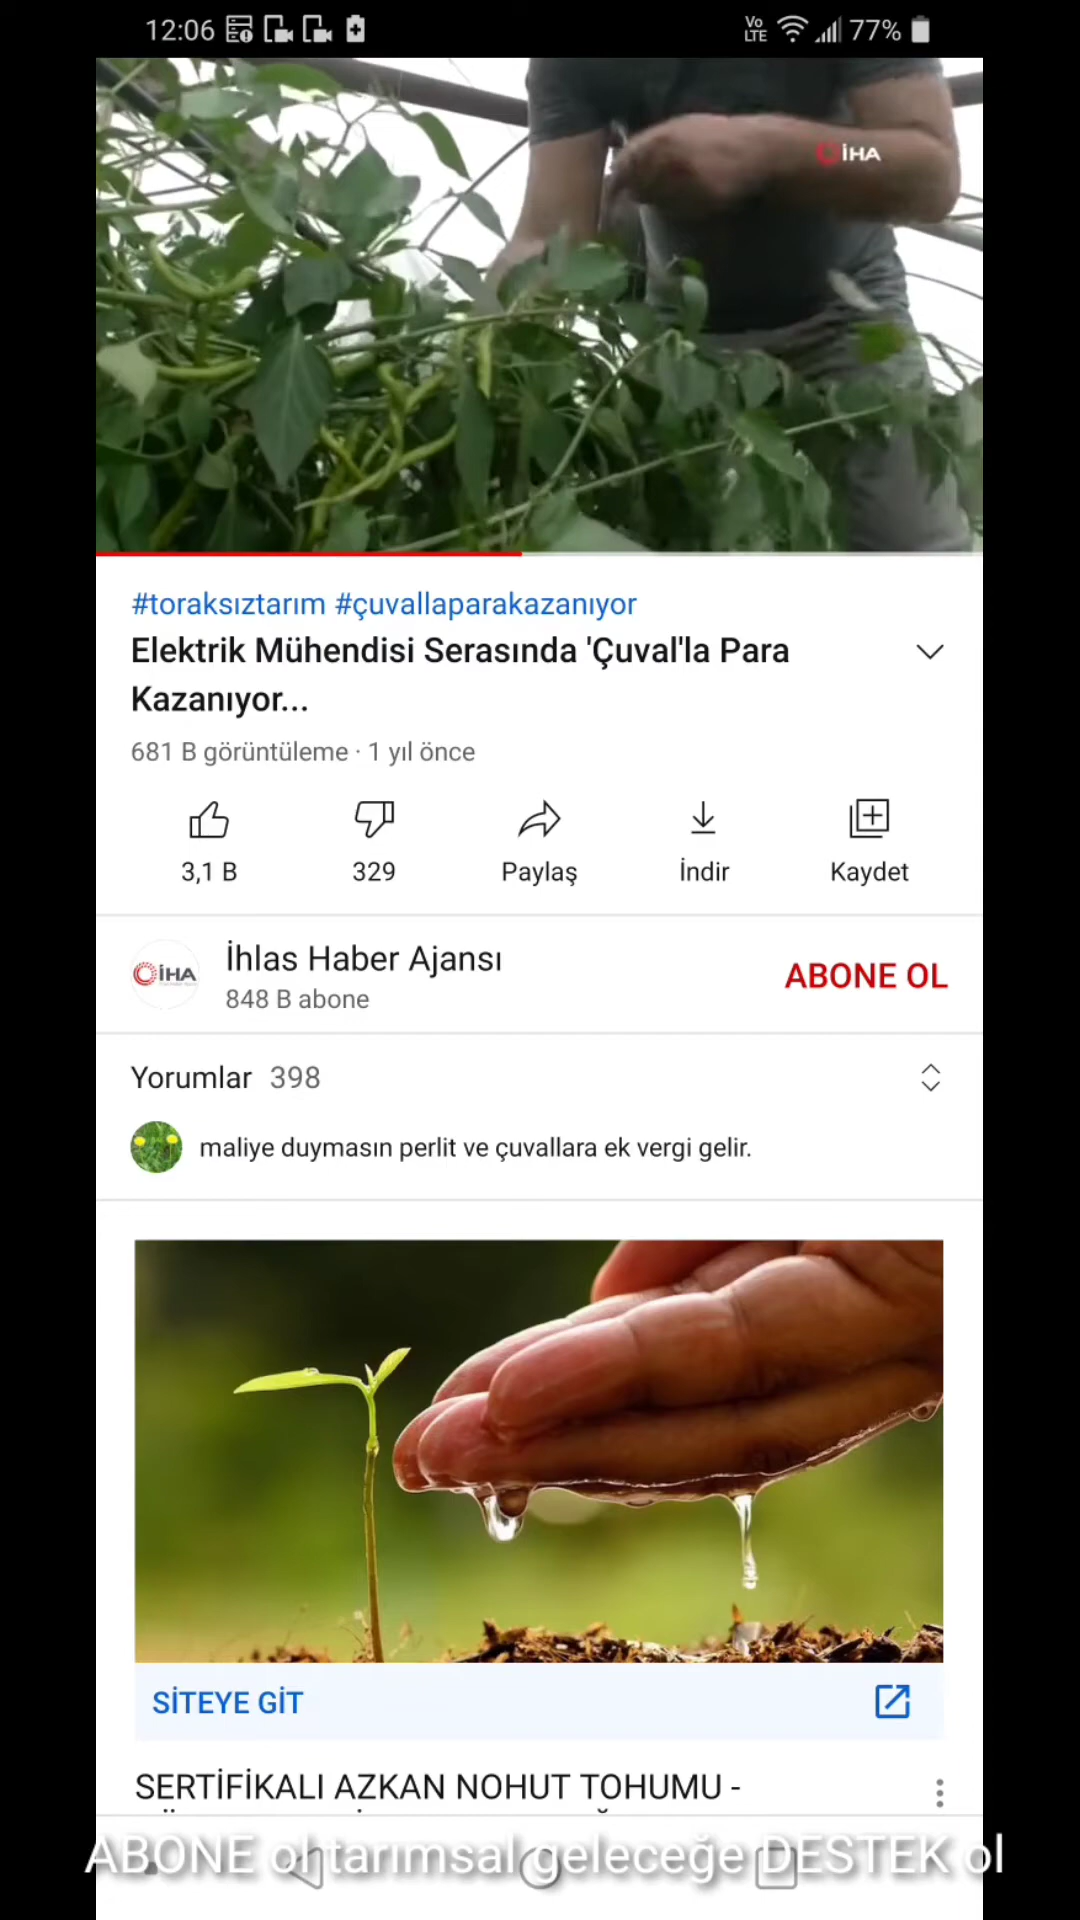 12:06
Vo
LTE
77%
İHA
#toraksıztarım #çuvallaparakazanıyor
Elektrik Mühendisi Serasında 'Çuval'la Para
Kazanıyor...
681 B görüntüleme · 1 yıl önce
3,1 B
329
Paylaş
İndir
Kaydet
İHA
İhlas Haber Ajansı
848 B abone
ABONE OL
Yorumlar 398
maliye duymasın perlit ve çuvallara ek vergi gelir.
SİTEYE GİT
SERTİFİKALI AZKAN NOHUT TOHUMU -
ABONE ol tarımsal geleceğe DESTEK ol